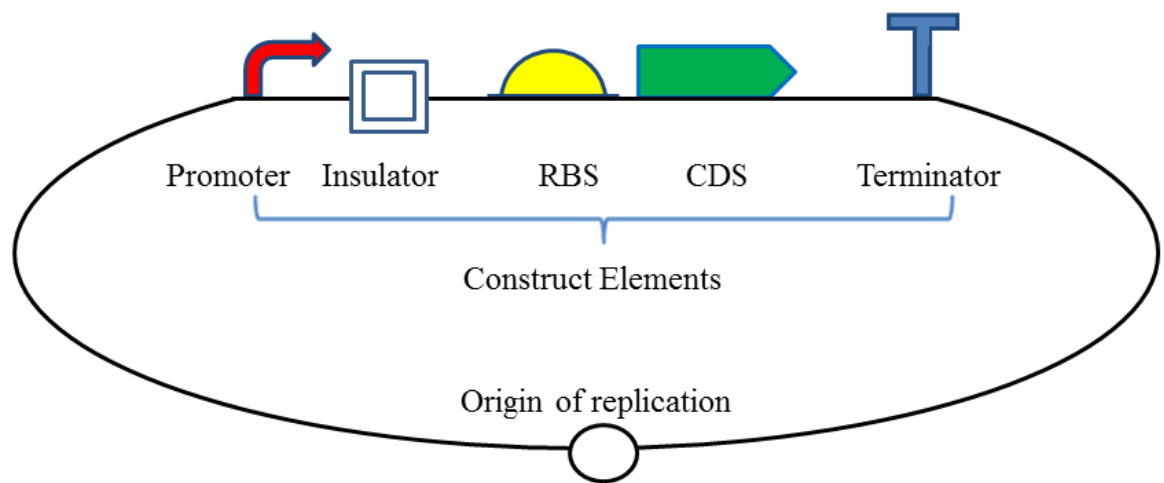 Promoter Insulator RBS CDS Terminator
Construct Elements
Origin of replication